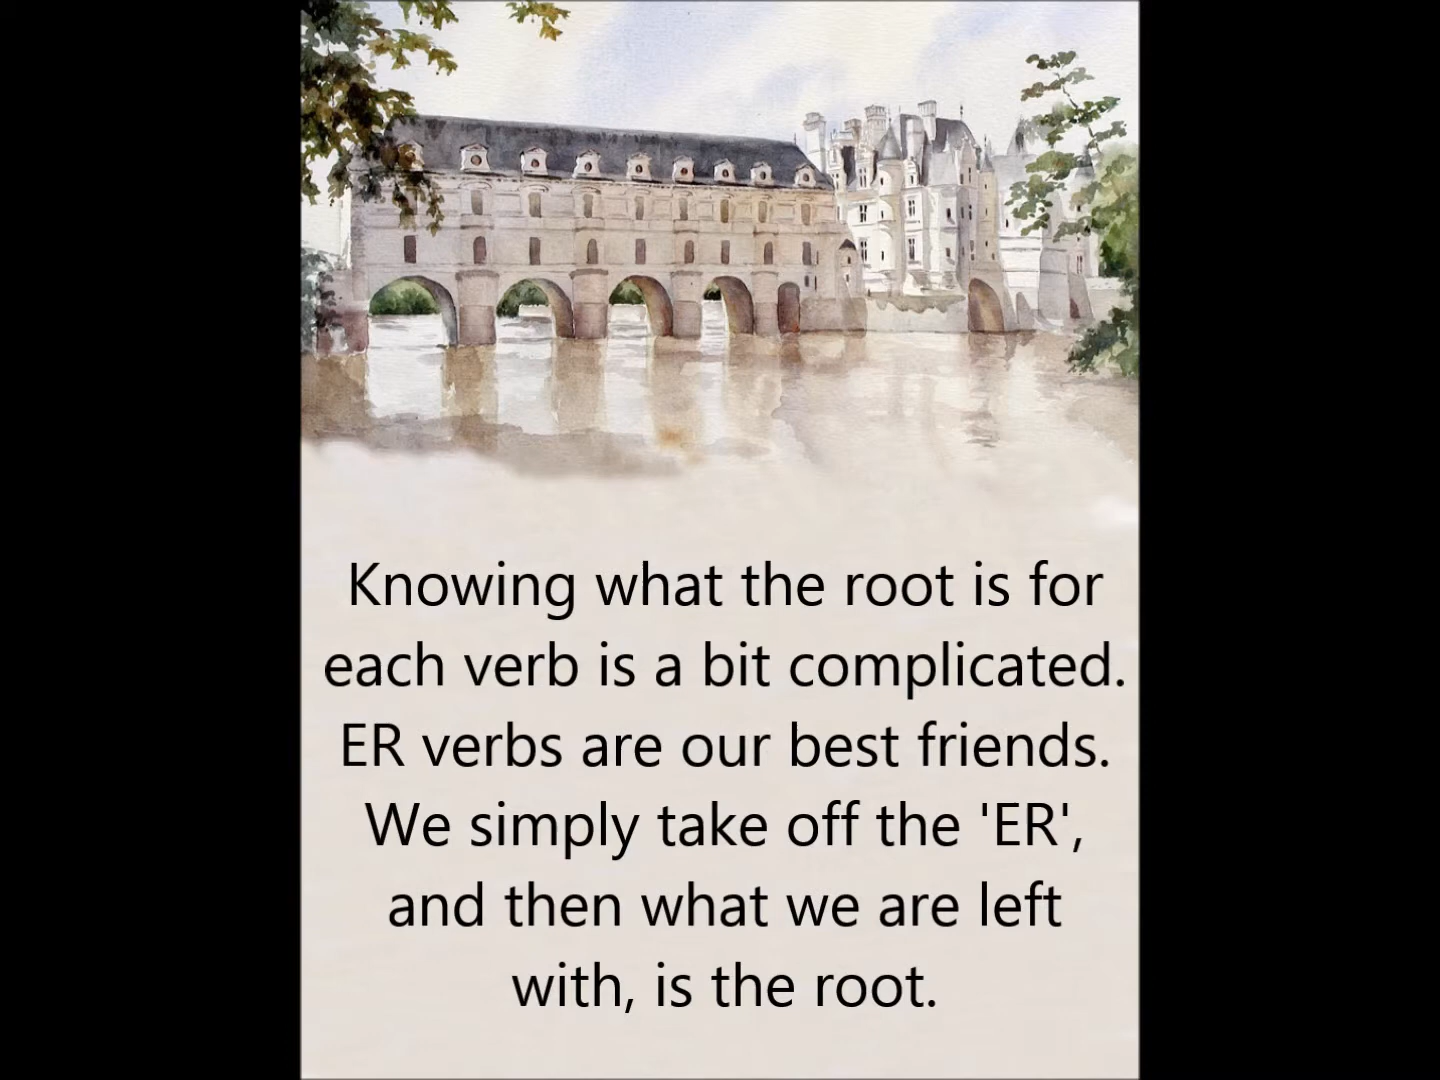 Knowing what the root is for
each verb is a bit complicated.
ER verbs are our best friends.
We simply take off the 'ER',
and then what we are left
with, is the root.